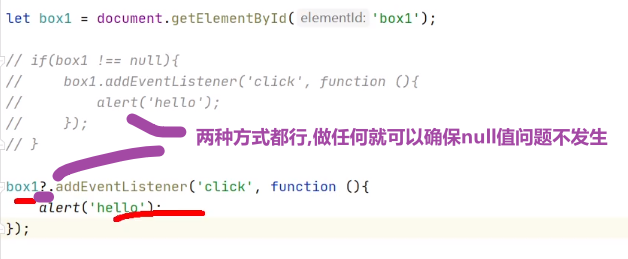 let box1 = document.getElementById( elementId: 'box1');
// if(box1 !== null){
//     box1.addEventListener('click', function (){
//         alert('hello');
//     });
// }
两种方式都行,做任何就可以确保null值问题不发生
box1?.addEventListener('click', function (){
    alert('hello');
});